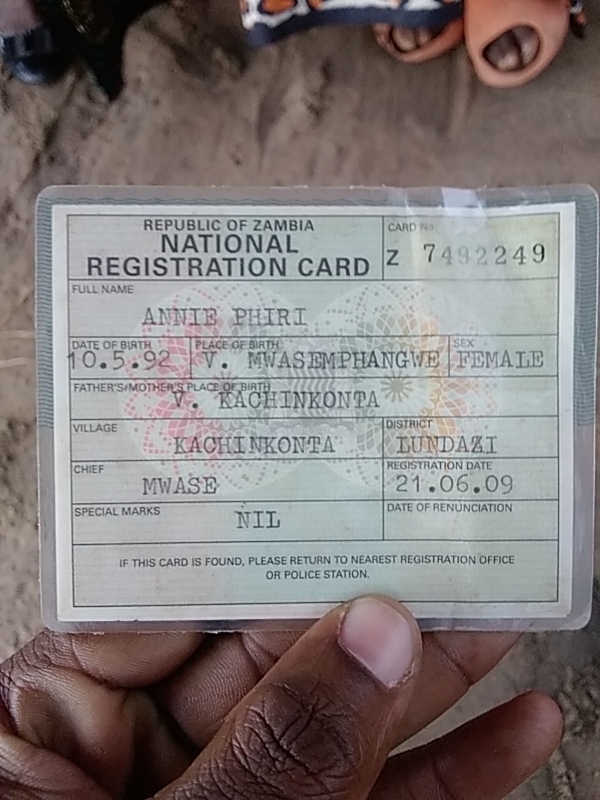 REPUBLIC OF ZAMBIA
NATIONAL
REGISTRATION CARD
CARD No.
Z 7492249
FULL NAME
ANNIE PHIRI
DATE OF BIRTH PLACE OF BIRTH SEX
10.5.92 V. MWASEMPHANGWE FEMALE
FATHER'S/MOTHER'S PLACE OF BIRTH
V. KACHINKONTA
VILLAGE DISTRICT
KACHINKONTA LUNDAZI
CHIEF REGISTRATION DATE
MWASE 21.06.09
SPECIAL MARKS DATE OF RENUNCIATION
NIL
IF THIS CARD IS FOUND, PLEASE RETURN TO NEAREST REGISTRATION OFFICE
OR POLICE STATION.